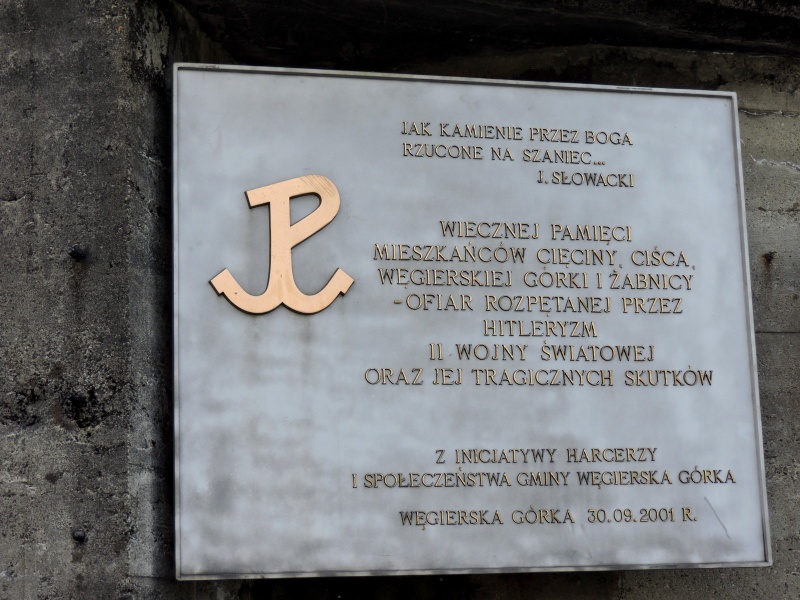 JAK KAMIENIE PRZEZ BOGA
RZUCONE NA SZANIEC...
J. SŁOWACKI
WIECZNEJ PAMIĘCI
MIESZKAŃCÓW CIĘCINY, CIŚCA,
WĘGIERSKIEJ GÓRKI I ŻABNICY
-OFIAR ROZPĘTANEJ PRZEZ
HITLERYZM
II WOJNY ŚWIATOWEJ
ORAZ JEJ TRAGICZNYCH SKUTKÓW
Z INICJATYWY HARCERZY
I SPOŁECZEŃSTWA GMINY WĘGIERSKA GÓRKA
WĘGIERSKA GÓRKA 30.09.2001 R.